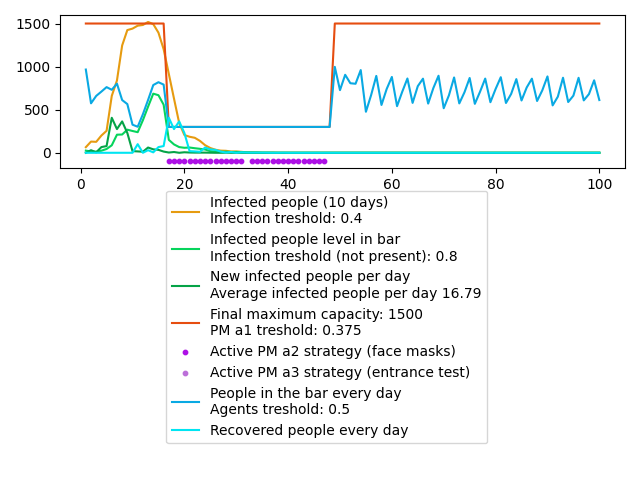 1500
1000
500
0
0
20
40
60
80
100
Infected people (10 days)
Infection treshold: 0.4
Infected people level in bar
Infection treshold (not present): 0.8
New infected people per day
Average infected people per day 16.79
Final maximum capacity: 1500
PM a1 treshold: 0.375
Active PM a2 strategy (face masks)
Active PM a3 strategy (entrance test)
People in the bar every day
Agents treshold: 0.5
Recovered people every day